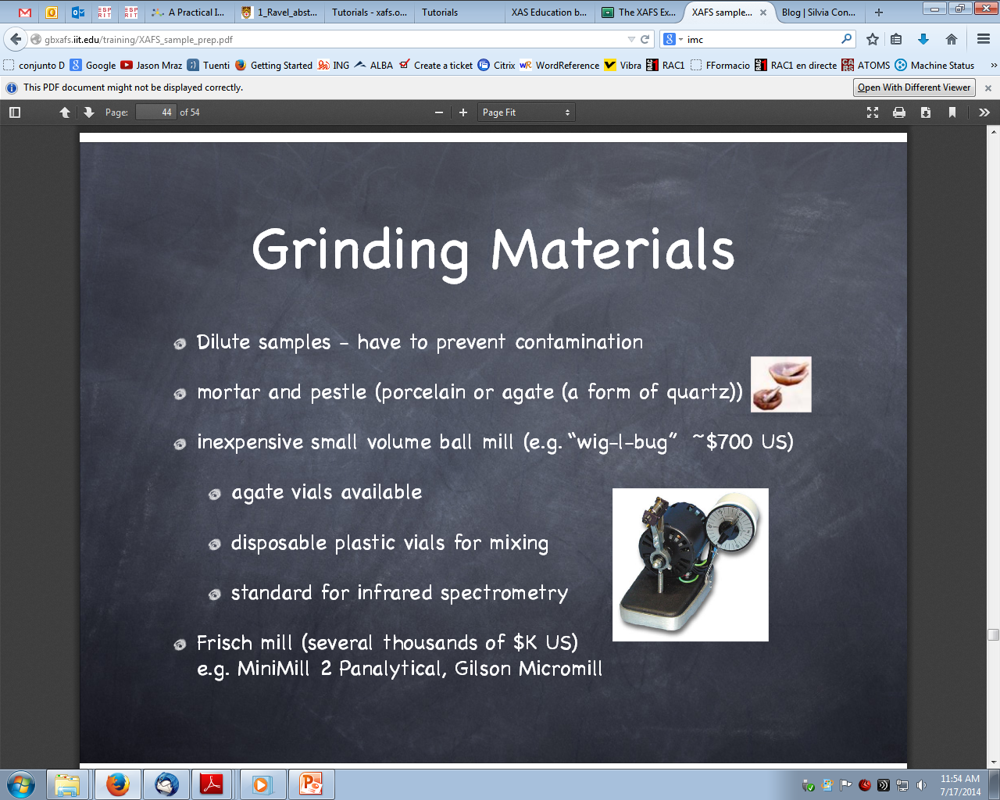 A Practical I...
1_Ravel_abst...
Tutorials - xafs.o...
Tutorials
XAS Education b...
The XAFS Ex...
XAFS sample...
Blog | Silvia Con...
gbxafs.iit.edu/training/XAFS_sample_prep.pdf
imc
conjunto D
Google
Jason Mraz
Tuenti
Getting Started
ING
ALBA
Create a ticket
Citrix
WordReference
Vibra
RAC1
FFormacio
RAC1 en directe
ATOMS
Machine Status
This PDF document might not be displayed correctly.
Open With Different Viewer
Page: 44 of 54
Page Fit
Grinding Materials
Dilute samples - have to prevent contamination
mortar and pestle (porcelain or agate (a form of quartz))
inexpensive small volume ball mill (e.g. “wig-l-bug” ~$700 US)
agate vials available
disposable plastic vials for mixing
standard for infrared spectrometry
Frisch mill (several thousands of $K US)
e.g. MiniMill 2 Panalytical, Gilson Micromill
11:54 AM
7/17/2014